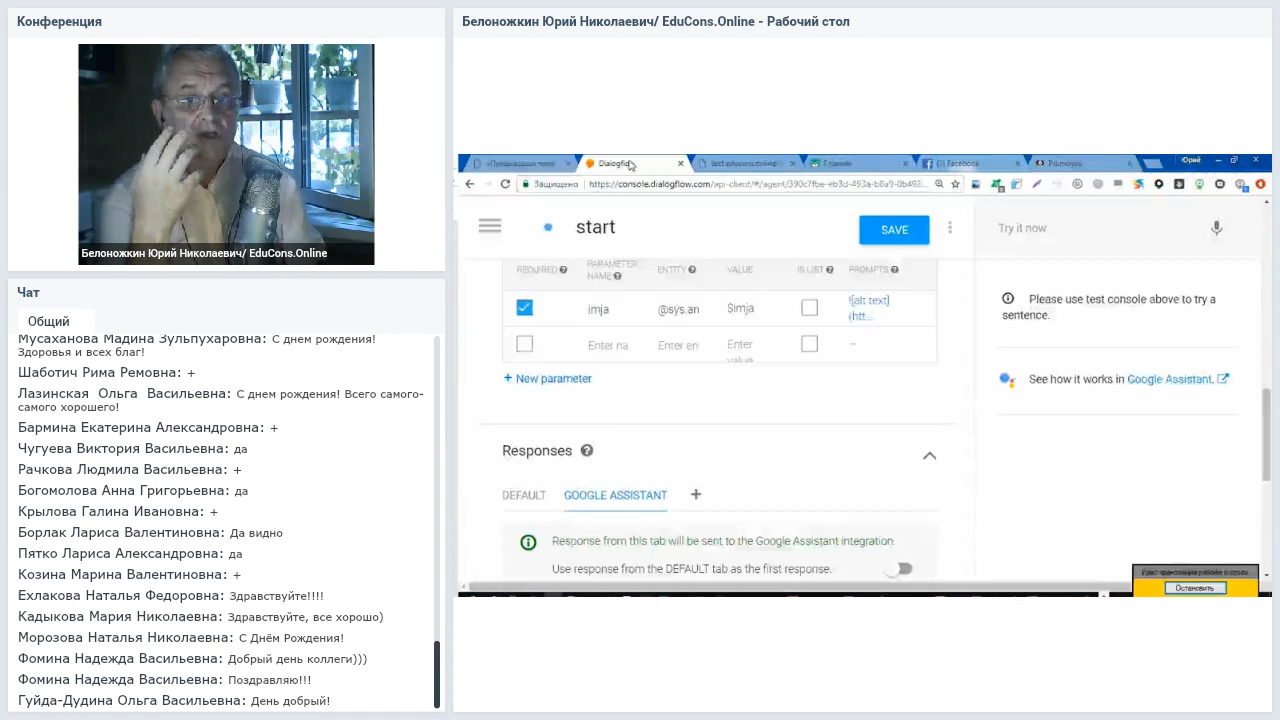 Конференция
Белоножкин Юрий Николаевич/ EduCons.Online
Чат
Общий
Мусаханова Мадина Зульпухаровна: С днем рождения!
Здоровья и всех благ!
Шаботич Рима Ремовна: +
Лазинская Ольга Васильевна: С днем рождения! Всего самого-
самого хорошего!
Бармина Екатерина Александровна: +
Чугуева Виктория Васильевна: да
Рачкова Людмила Васильевна: +
Богомолова Анна Григорьевна: да
Крылова Галина Ивановна: +
Борлак Лариса Валентиновна: Да видно
Пятко Лариса Александровна: да
Козина Марина Валентиновна: +
Ехлакова Наталья Федоровна: Здравствуйте!!!!
Кадыкова Мария Николаевна: Здравствуйте, все хорошо)
Морозова Наталья Николаевна: С Днём Рождения!
Фомина Надежда Васильевна: Добрый день коллеги)))
Фомина Надежда Васильевна: Поздравляю!!!
Гуйда-Дудина Ольга Васильевна: День добрый!
Белоножкин Юрий Николаевич/ EduCons.Online - Рабочий стол
Dialogflow
Facebook
Юрий
Защищено
https://console.dialogflow.com/api-client/#/agent/
start
SAVE
Try it now
REQUIRED
PARAMETER
NAME
ENTITY
VALUE
IS LIST
PROMPTS
imja
@sys.an
$imja
![alt text]
(htt...
Enter na
Enter en
Enter
value
–
+ New parameter
Please use test console above to try a
sentence.
See how it works in Google Assistant.
Responses
DEFAULT
GOOGLE ASSISTANT
+
Response from this tab will be sent to the Google Assistant integration.
Use response from the DEFAULT tab as the first response.
Остановить